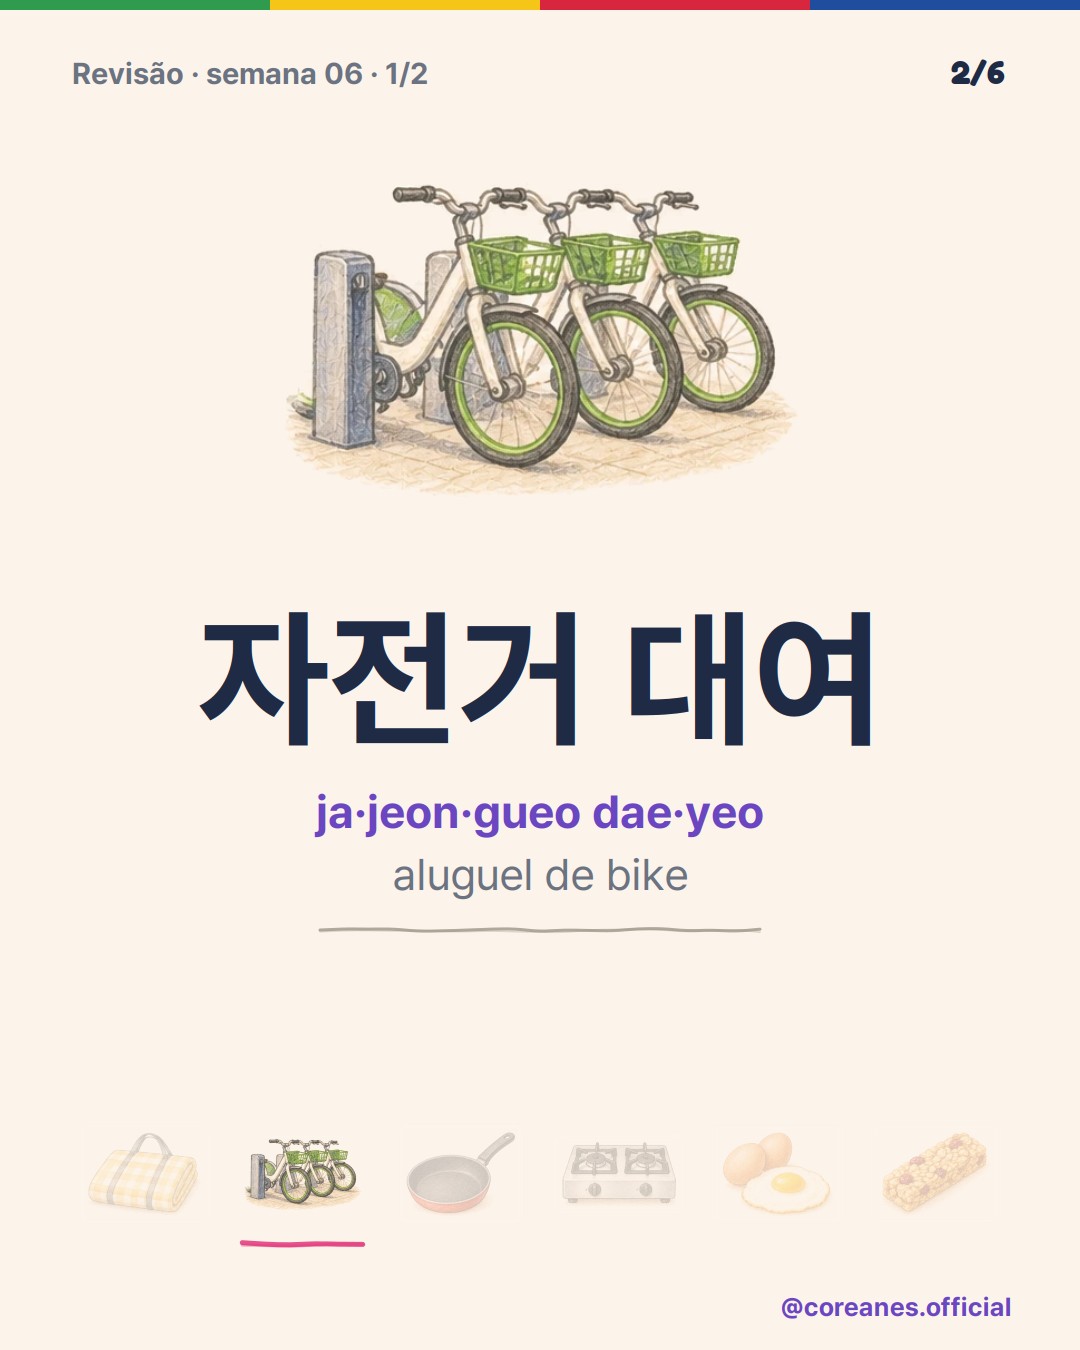 Revisão · semana 06 · 1/2
2/6
자전거 대여
ja·jeon·gueo dae·yeo
aluguel de bike
@coreanes.official